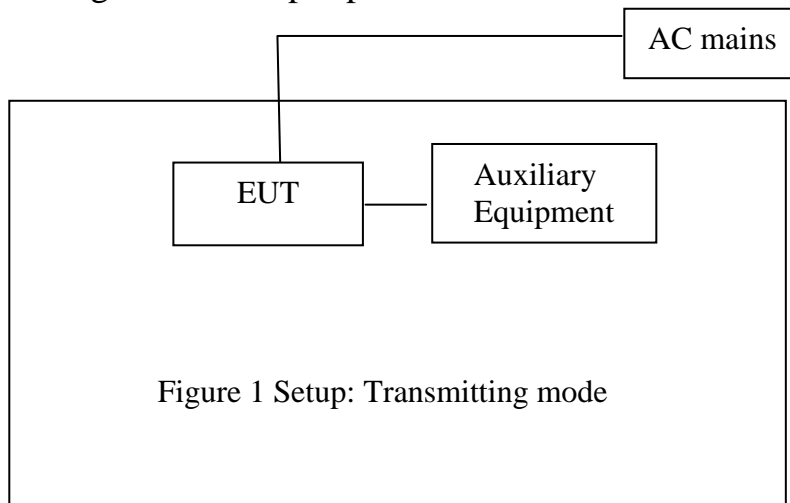 AC mains
EUT
Auxiliary
Equipment
Figure 1 Setup: Transmitting mode